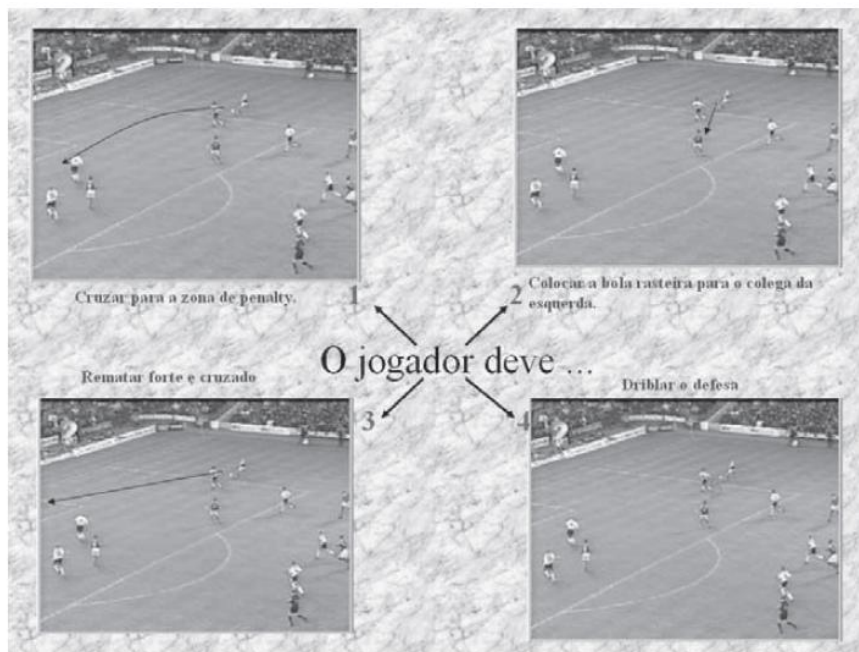 Cruzar para a zona de penalty.
1
2
Colocar a bola rasteira para o colega da
esquerda.
O jogador deve ...
Rematar forte e cruzado
3
Driblar o defesa
4